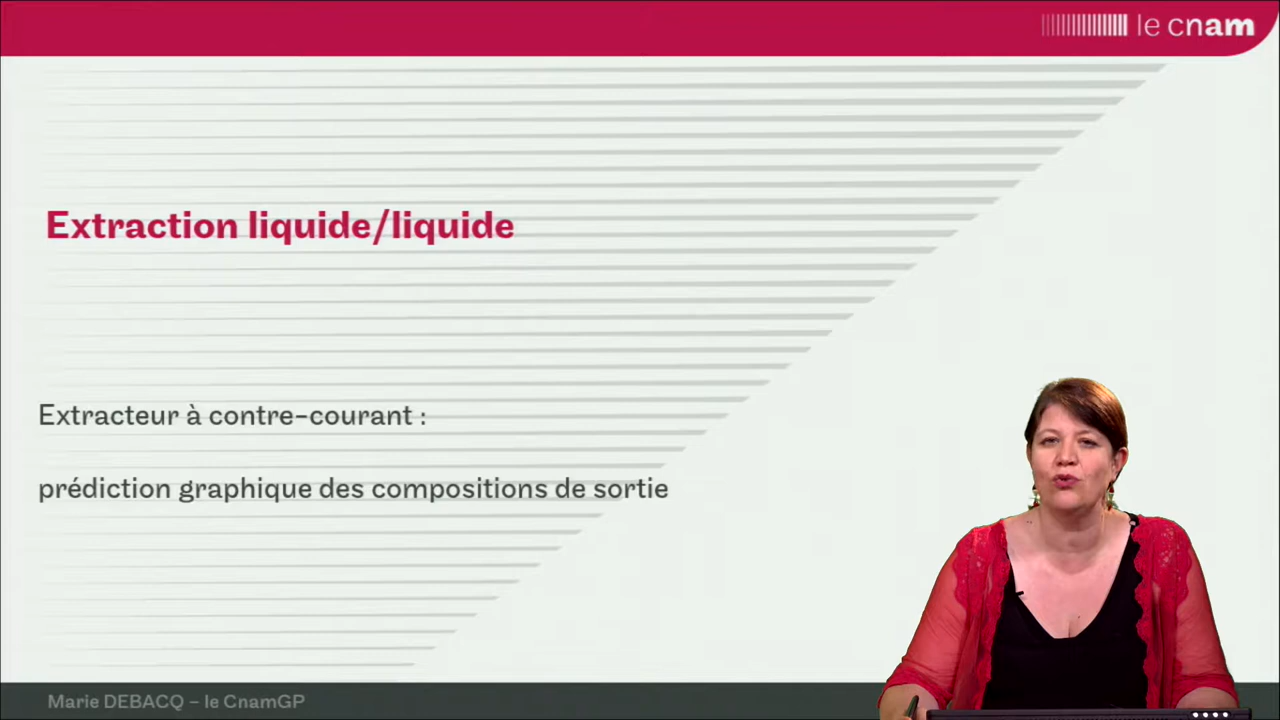 le cnam
Extraction liquide/liquide
Extracteur à contre-courant :
prédiction graphique des compositions de sortie
Marie DEBACQ – le CnamGP